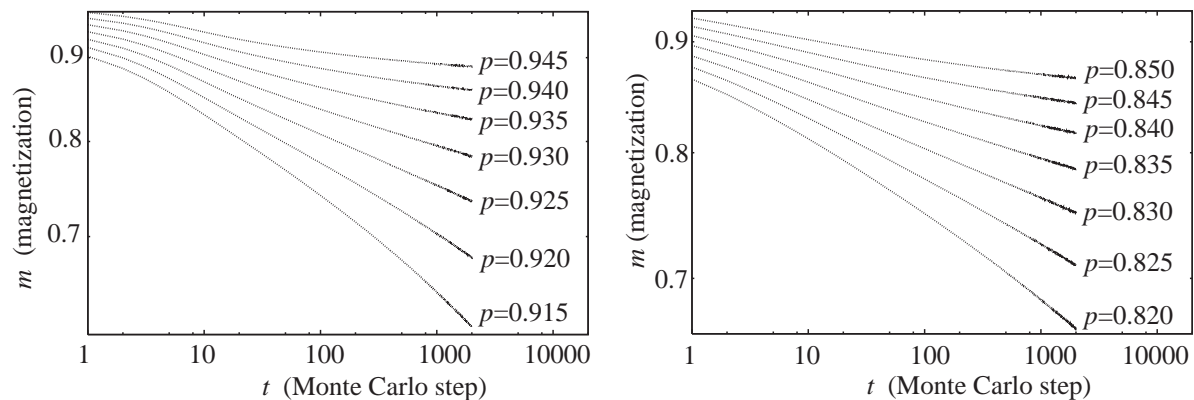 0.9
0.8
0.7
m (magnetization)
p=0.945
p=0.940
p=0.935
p=0.930
p=0.925
p=0.920
p=0.915
1 10 100 1000 10000
t (Monte Carlo step)
0.9
0.8
0.7
m (magnetization)
p=0.850
p=0.845
p=0.840
p=0.835
p=0.830
p=0.825
p=0.820
1 10 100 1000 10000
t (Monte Carlo step)